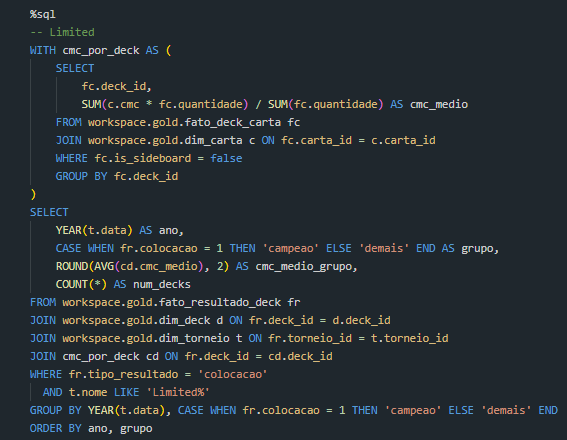 %sql
-- Limited
WITH cmc_por_deck AS (
    SELECT
        fc.deck_id,
        SUM(c.cmc * fc.quantidade) / SUM(fc.quantidade) AS cmc_medio
    FROM workspace.gold.fato_deck_carta fc
    JOIN workspace.gold.dim_carta c ON fc.carta_id = c.carta_id
    WHERE fc.is_sideboard = false
    GROUP BY fc.deck_id
)
SELECT
    YEAR(t.data) AS ano,
    CASE WHEN fr.colocacao = 1 THEN 'campeao' ELSE 'demais' END AS grupo,
    ROUND(AVG(cd.cmc_medio), 2) AS cmc_medio_grupo,
    COUNT(*) AS num_decks
FROM workspace.gold.fato_resultado_deck fr
JOIN workspace.gold.dim_deck d ON fr.deck_id = d.deck_id
JOIN workspace.gold.dim_torneio t ON fr.torneio_id = t.torneio_id
JOIN cmc_por_deck cd ON fr.deck_id = cd.deck_id
WHERE fr.tipo_resultado = 'colocacao'
  AND t.nome LIKE 'Limited%'
GROUP BY YEAR(t.data), CASE WHEN fr.colocacao = 1 THEN 'campeao' ELSE 'demais' END
ORDER BY ano, grupo